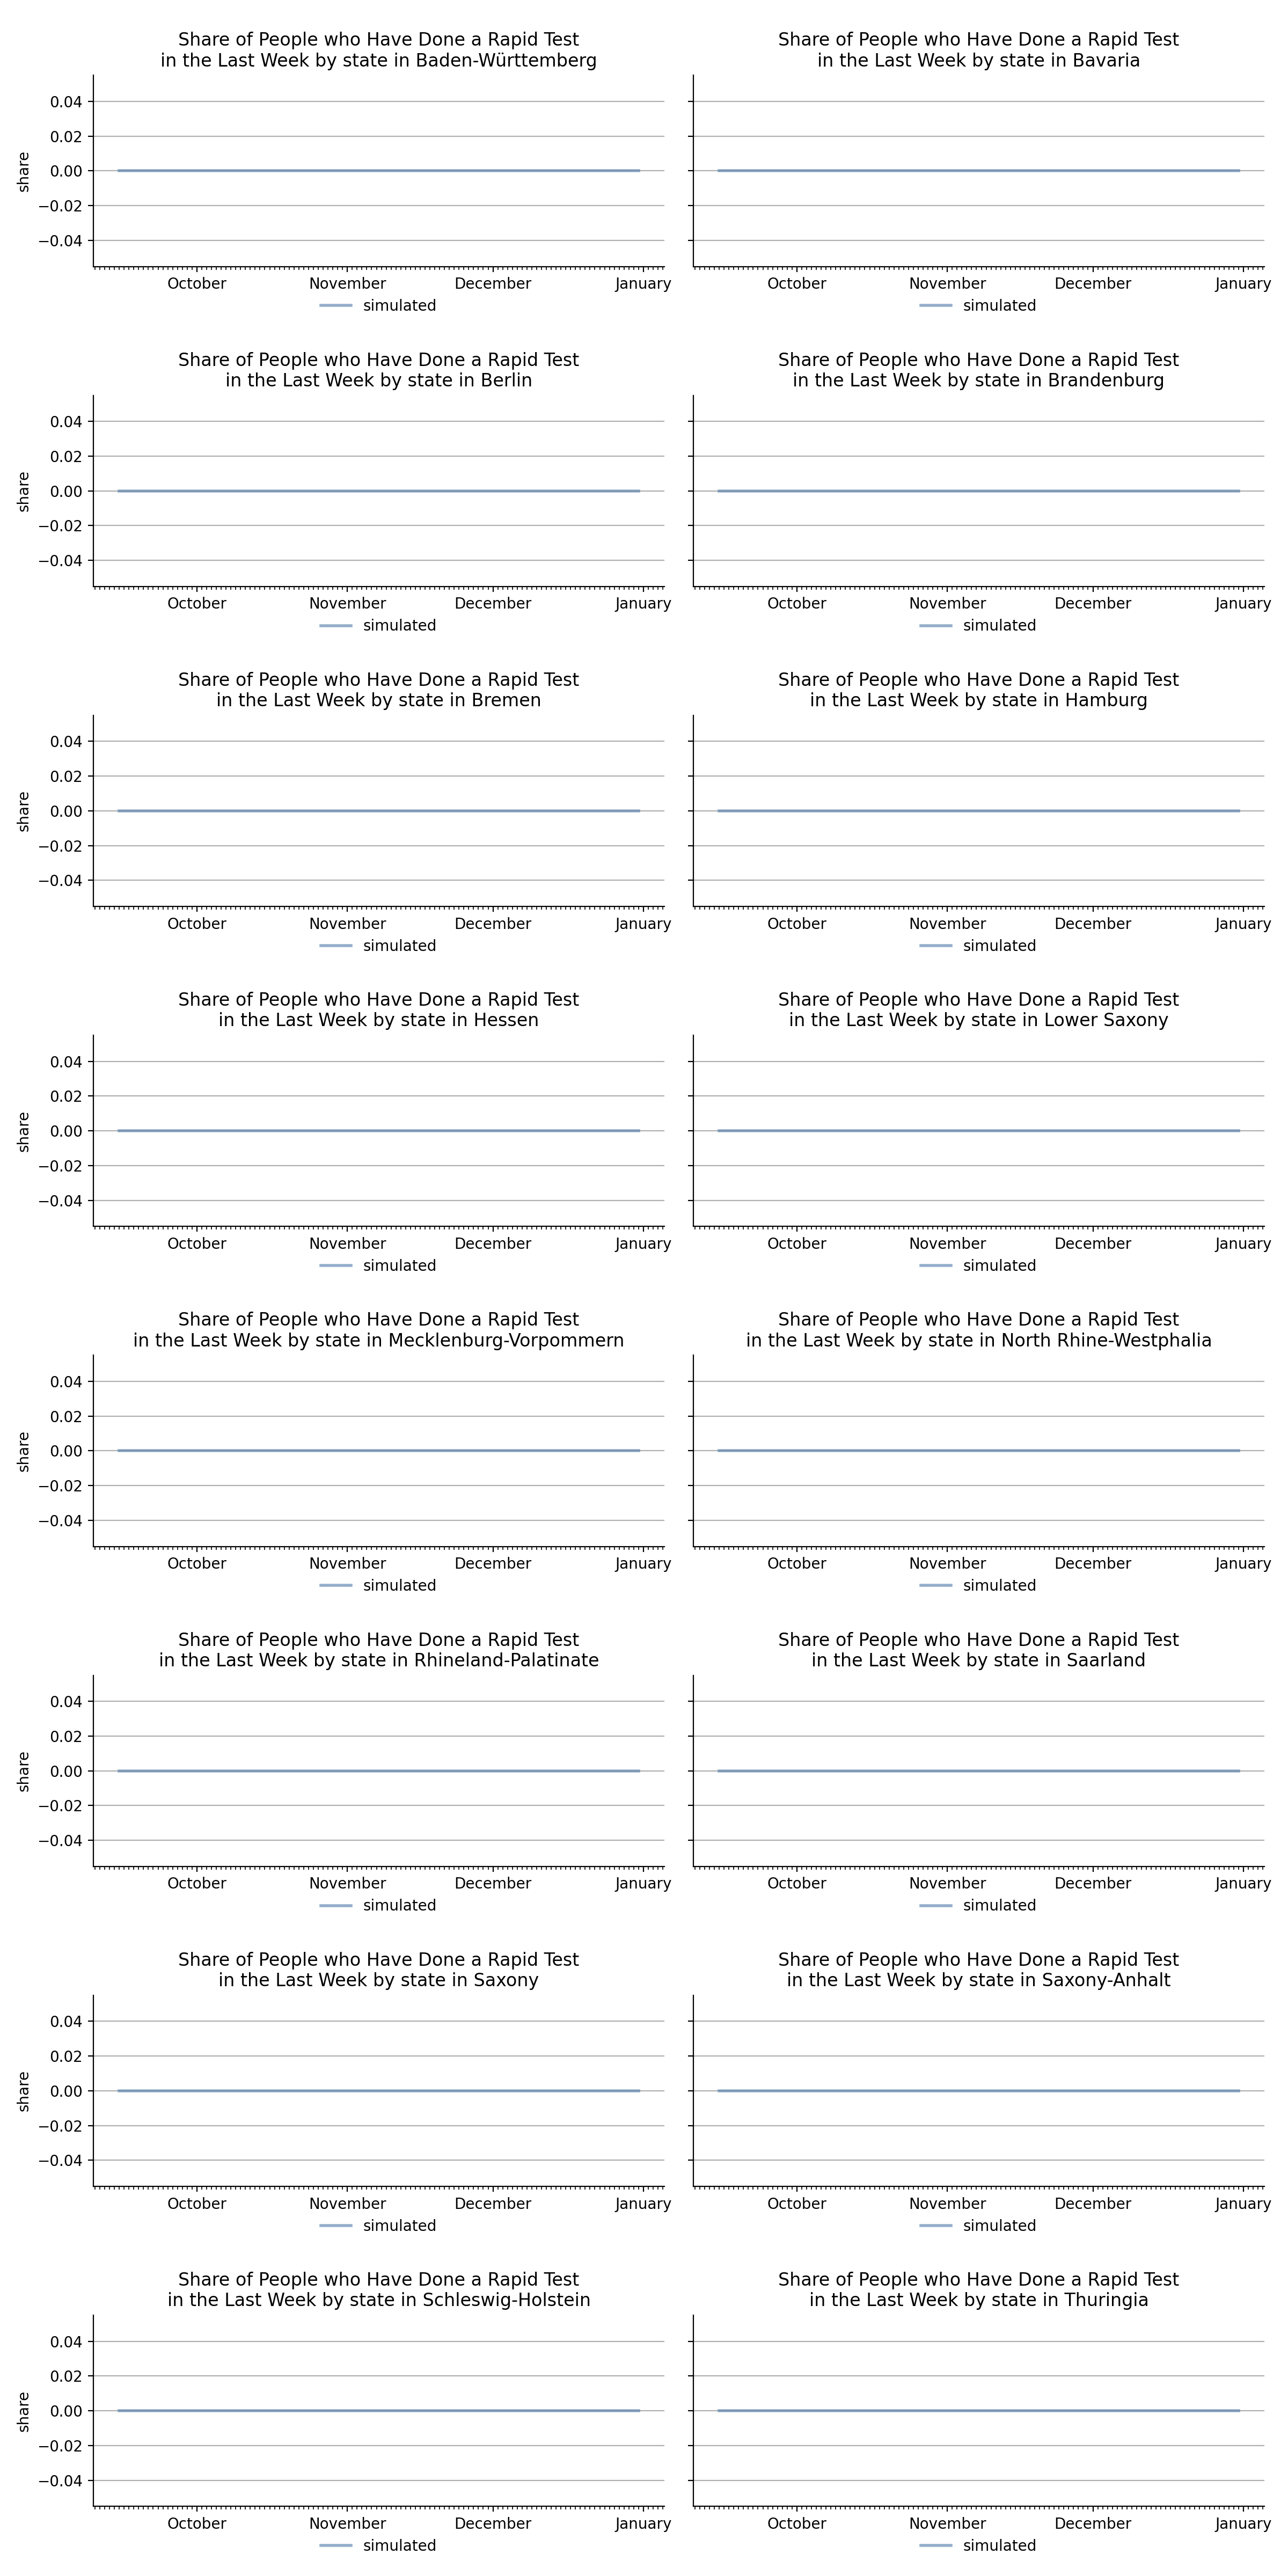 Share of People who Have Done a Rapid Test
in the Last Week by state in Baden-Württemberg
share
0.04
0.02
0.00
−0.02
−0.04
October November December January
simulated
Share of People who Have Done a Rapid Test
in the Last Week by state in Bavaria
October November December January
simulated
Share of People who Have Done a Rapid Test
in the Last Week by state in Berlin
share
0.04
0.02
0.00
−0.02
−0.04
October November December January
simulated
Share of People who Have Done a Rapid Test
in the Last Week by state in Brandenburg
October November December January
simulated
Share of People who Have Done a Rapid Test
in the Last Week by state in Bremen
share
0.04
0.02
0.00
−0.02
−0.04
October November December January
simulated
Share of People who Have Done a Rapid Test
in the Last Week by state in Hamburg
October November December January
simulated
Share of People who Have Done a Rapid Test
in the Last Week by state in Hessen
share
0.04
0.02
0.00
−0.02
−0.04
October November December January
simulated
Share of People who Have Done a Rapid Test
in the Last Week by state in Lower Saxony
October November December January
simulated
Share of People who Have Done a Rapid Test
in the Last Week by state in Mecklenburg-Vorpommern
share
0.04
0.02
0.00
−0.02
−0.04
October November December January
simulated
Share of People who Have Done a Rapid Test
in the Last Week by state in North Rhine-Westphalia
October November December January
simulated
Share of People who Have Done a Rapid Test
in the Last Week by state in Rhineland-Palatinate
share
0.04
0.02
0.00
−0.02
−0.04
October November December January
simulated
Share of People who Have Done a Rapid Test
in the Last Week by state in Saarland
October November December January
simulated
Share of People who Have Done a Rapid Test
in the Last Week by state in Saxony
share
0.04
0.02
0.00
−0.02
−0.04
October November December January
simulated
Share of People who Have Done a Rapid Test
in the Last Week by state in Saxony-Anhalt
October November December January
simulated
Share of People who Have Done a Rapid Test
in the Last Week by state in Schleswig-Holstein
share
0.04
0.02
0.00
−0.02
−0.04
October November December January
simulated
Share of People who Have Done a Rapid Test
in the Last Week by state in Thuringia
October November December January
simulated